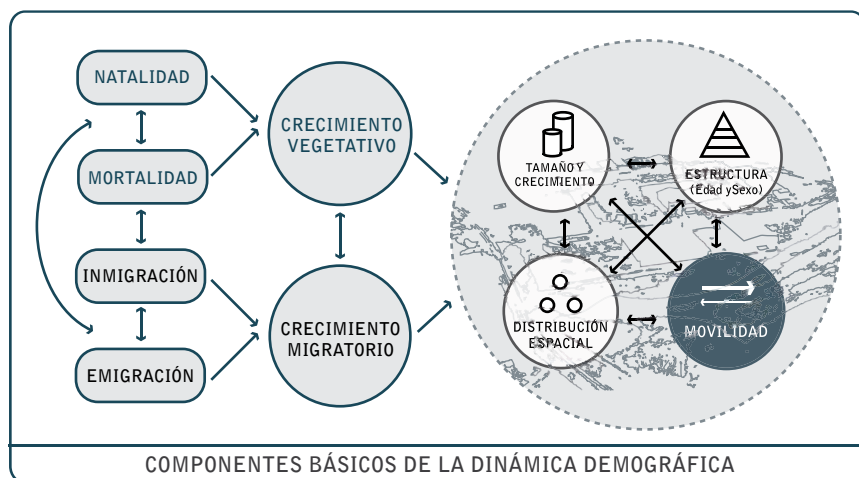 NATALIDAD
MORTALIDAD
INMIGRACIÓN
EMIGRACIÓN
CRECIMIENTO
VEGETATIVO
CRECIMIENTO
MIGRATORIO
TAMAÑO Y
CRECIMIENTO
ESTRUCTURA
(Edad ySexo)
DISTRIBUCIÓN
ESPACIAL
MOVILIDAD
COMPONENTES BÁSICOS DE LA DINÁMICA DEMOGRÁFICA